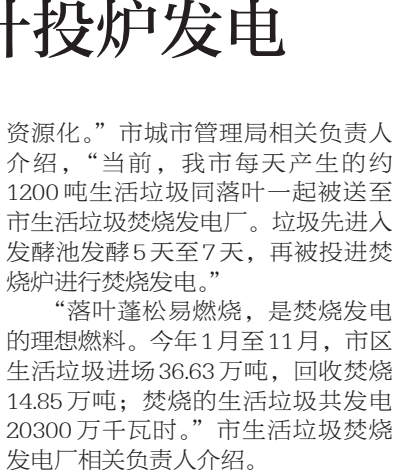 叶投炉发电
资源化。”市城市管理局相关负责人
介绍，“当前，我市每天产生的约
1200吨生活垃圾同落叶一起被送至
市生活垃圾焚烧发电厂。垃圾先进入
发酵池发酵5天至7天，再被投进焚
烧炉进行焚烧发电。”
“落叶蓬松易燃烧，是焚烧发电
的理想燃料。今年1月至11月，市区
生活垃圾进场36.63万吨，回收焚烧
14.85万吨；焚烧的生活垃圾共发电
20300万千瓦时。”市生活垃圾焚烧
发电厂相关负责人介绍。